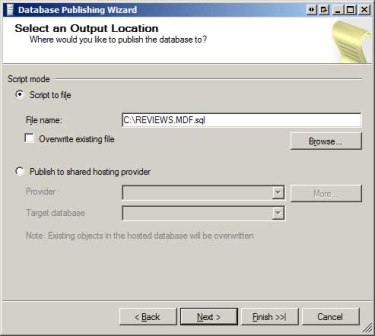 Database Publishing Wizard
Select an Output Location
Where would you like to publish the database to?
Script mode
Script to file
File name:
C:\REVIEWS.MDF.sql
Overwrite existing file
Browse...
Publish to shared hosting provider
Provider
More...
Target database
Note: Existing objects in the hosted database will be overwritten
< Back
Next >
Finish >>|
Cancel